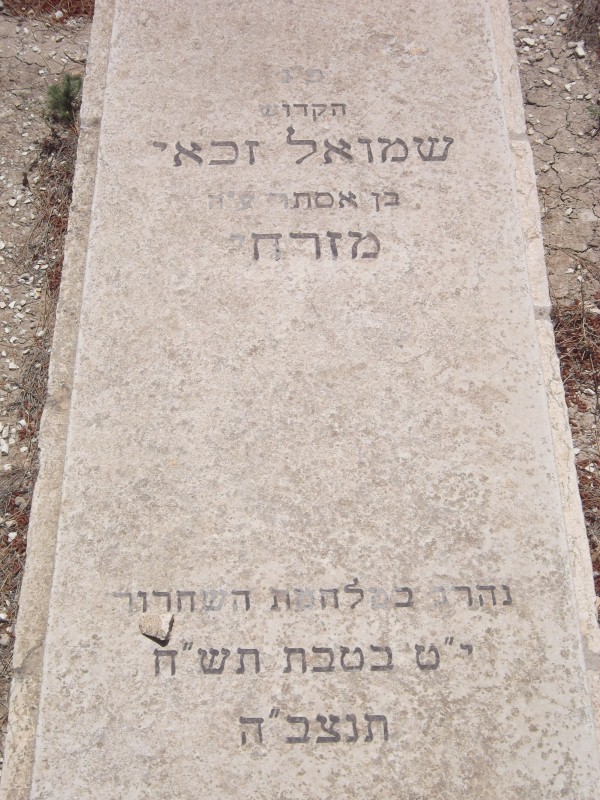 פ"נ
הקדוש
שמואל זכאי
בן אסתר ע"ה
מזרחי
נהרג במלחמת השחרור
י"ט בטבת תש"ח
תנצב"ה